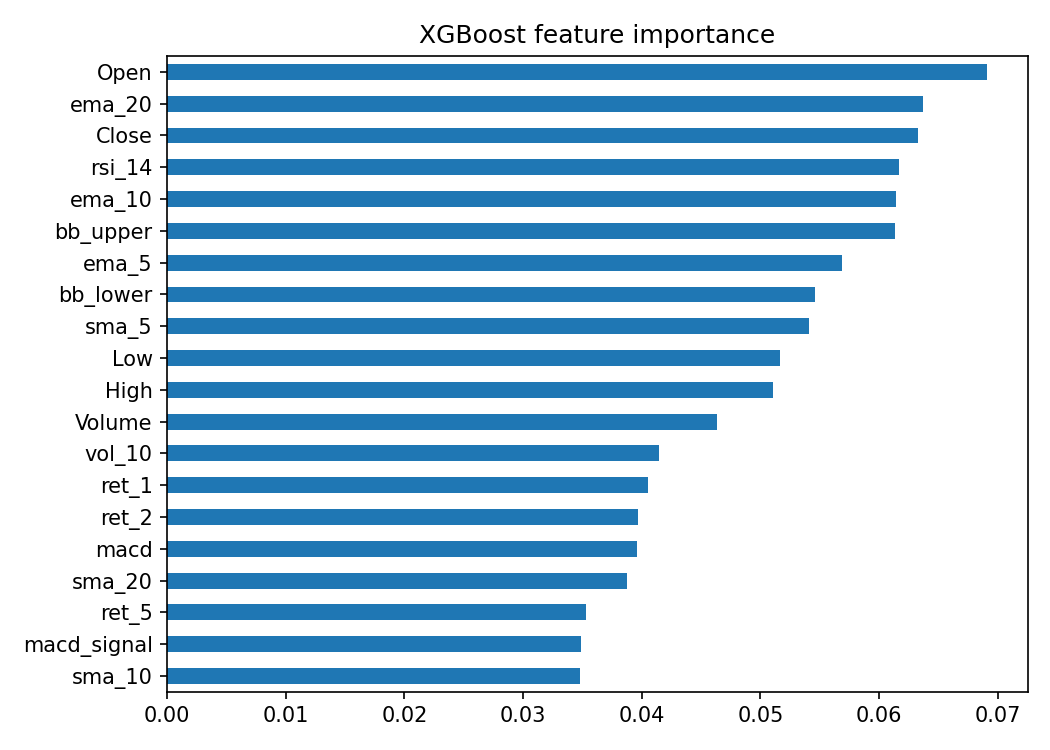 XGBoost feature importance
Open
ema_20
Close
rsi_14
ema_10
bb_upper
ema_5
bb_lower
sma_5
Low
High
Volume
vol_10
ret_1
ret_2
macd
sma_20
ret_5
macd_signal
sma_10
0.00 0.01 0.02 0.03 0.04 0.05 0.06 0.07